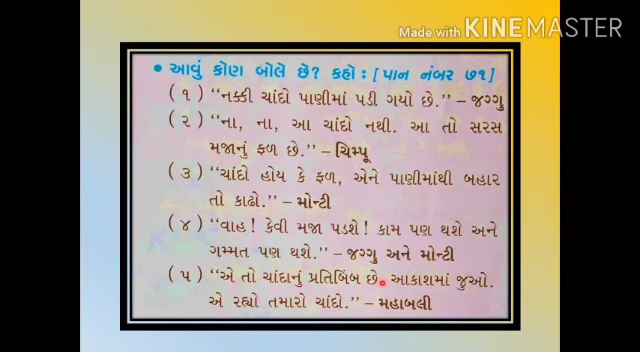 Made with KINEMASTER
• આવું કોણ બોલે છે? કહો : [પાન નંબર ૭૧]
(૧) “નક્કી ચાંદો પાણીમાં પડી ગયો છે.” – જગ્ગુ
(૨) “ના, ના, આ ચાંદો નથી. આ તો સરસ
મજાનું ફળ છે.” – ચિમ્પૂ
(૩) “ચાંદો હોય કે ફળ, એને પાણીમાંથી બહાર
તો કાઢો.” – મોન્ટી
(૪) “વાહ! કેવી મજા પડશે! કામ પણ થશે અને
ગમ્મત પણ થશે.” – જગ્ગુ અને મોન્ટી
(૫) “એ તો ચાંદાનું પ્રતિબિંબ છે. આકાશમાં જુઓ.
એ રહ્યો તમારો ચાંદો.” – મહાબલી